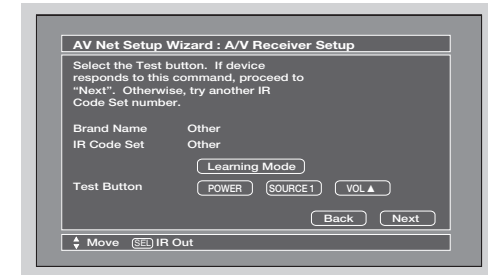 AV Net Setup Wizard : A/V Receiver Setup
Select the Test button. If device
responds to this command, proceed to
“Next”. Otherwise, try another IR
Code Set number.
Brand Name Other
IR Code Set Other
Learning Mode
Test Button POWER SOURCE 1 VOL▲
Back Next
Move SEL IR Out